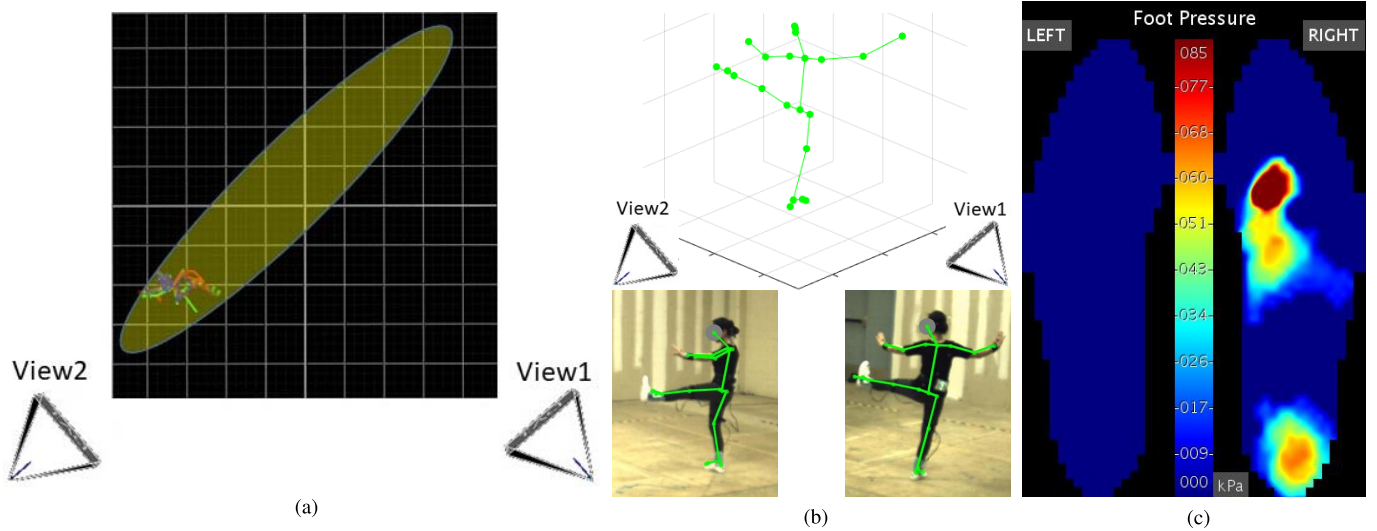 View2
View1
(a)
View2
View1
(b)
Foot Pressure
LEFT
RIGHT
085
-077-
-068-
-060-
-051-
-043-
-034-
-026-
-017-
-009-
000
kPa
(c)